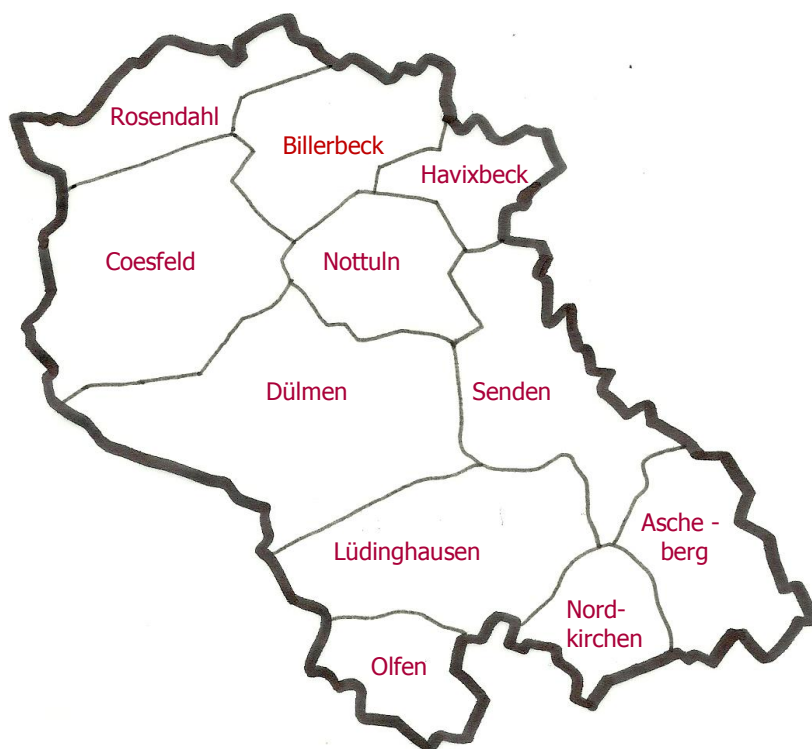 Rosendahl
Billerbeck
Havixbeck
Coesfeld
Nottuln
Dülmen
Senden
Asche -
berg
Lüdinghausen
Nord-
kirchen
Olfen